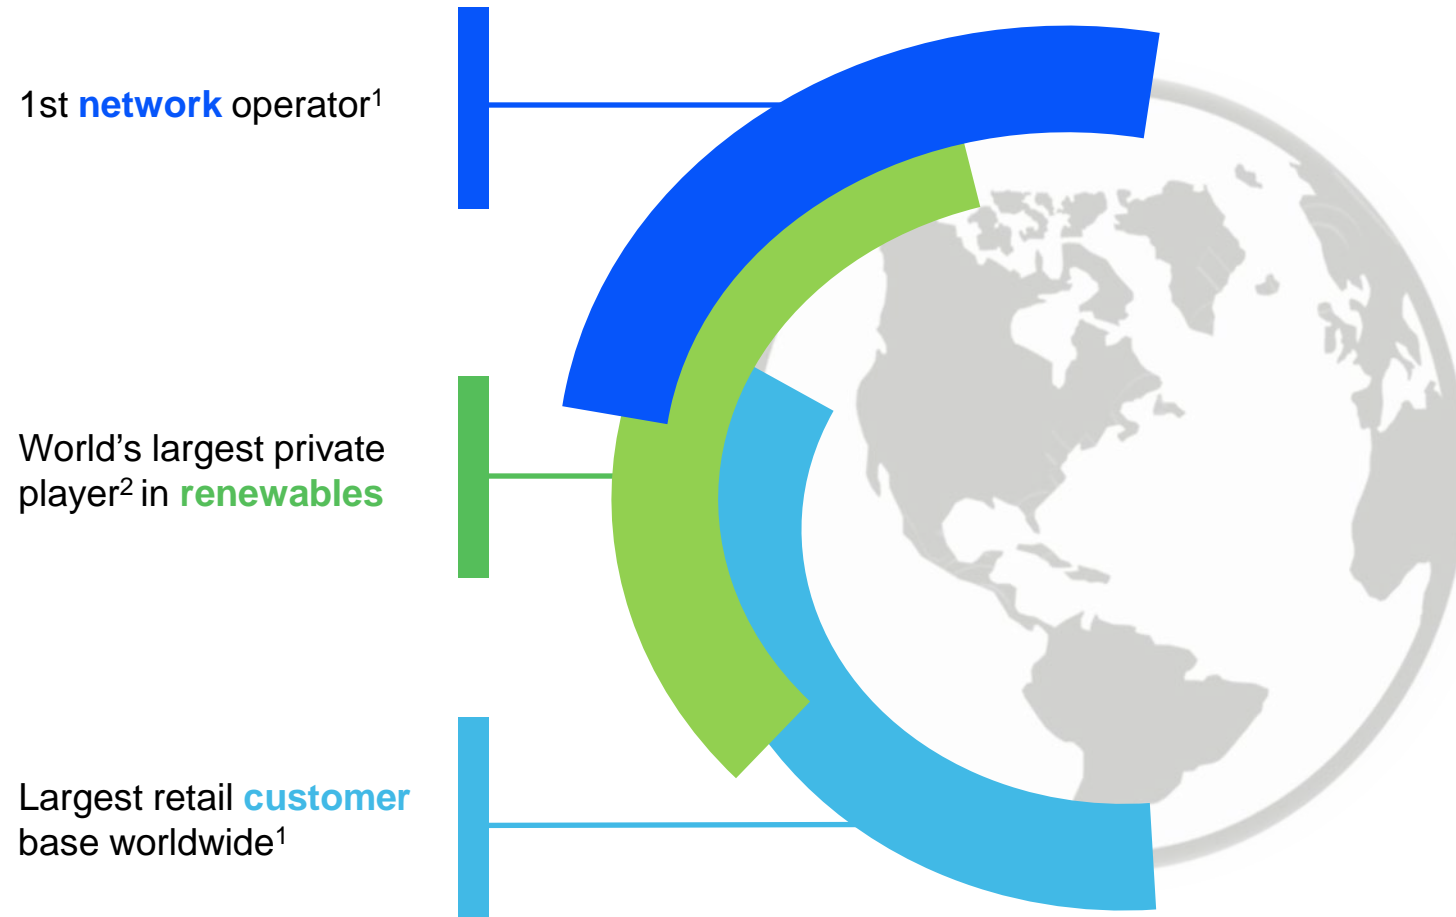 1st network operator¹
World’s largest private
player² in renewables
Largest retail customer
base worldwide¹